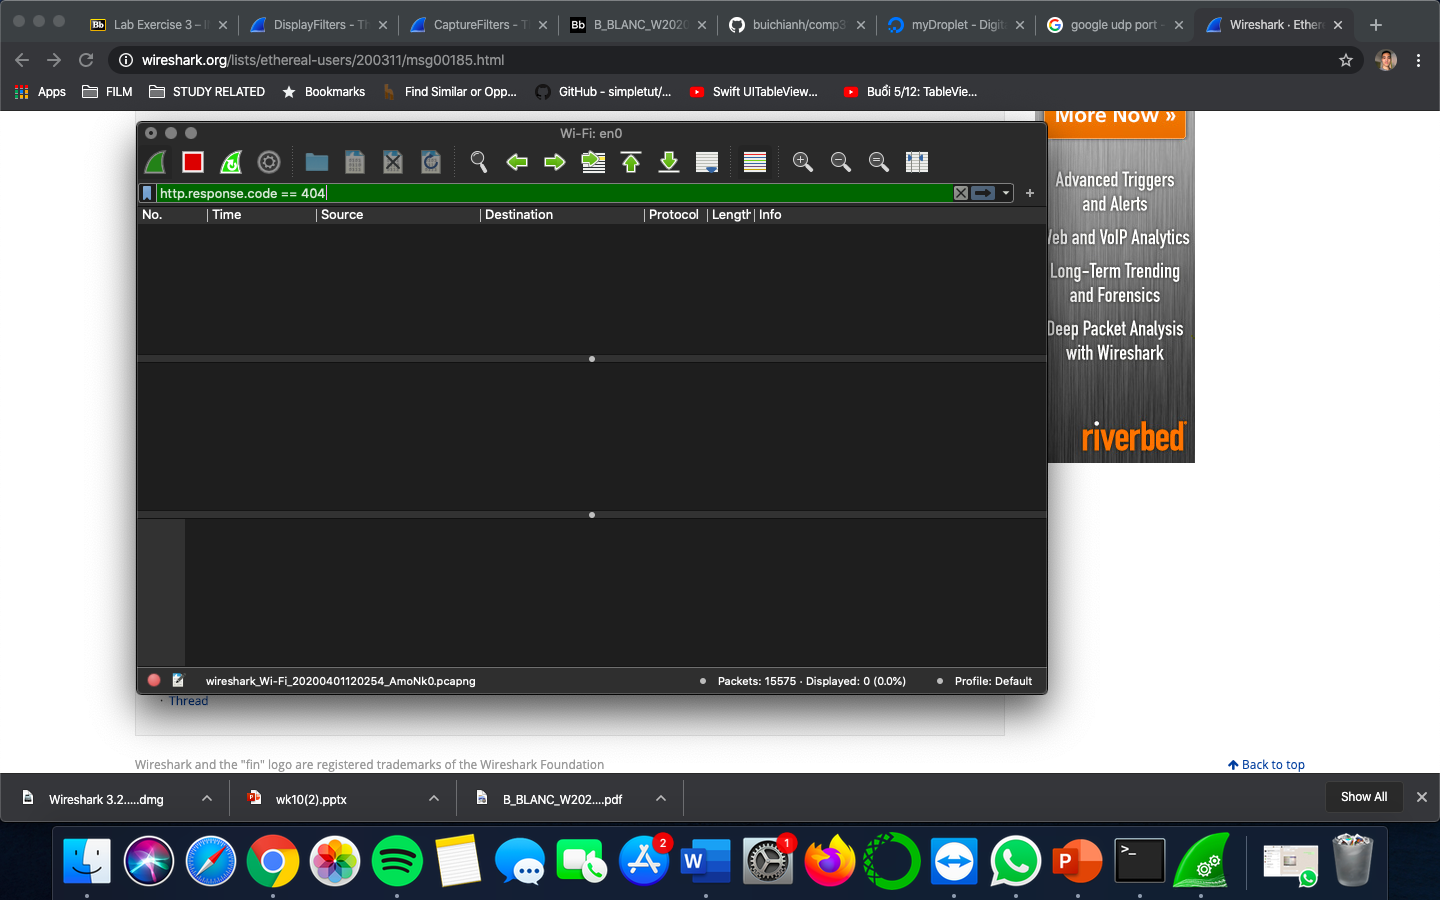 Lab Exercise 3 – I
DisplayFilters - Th
CaptureFilters - T
B_BLANC_W2020
buichianh/comp3
myDroplet - Digit
google udp port -
Wireshark · Ether
wireshark.org/lists/ethereal-users/200311/msg00185.html
Apps
FILM
STUDY RELATED
Bookmarks
Find Similar or Opp...
GitHub - simpletut/...
Swift UITableView...
Buổi 5/12: TableVie...
More Now »
Wi-Fi: en0
http.response.code == 404
No.
Time
Source
Destination
Protocol
Length
Info
Advanced Triggers
and Alerts
Web and VoIP Analytics
Long-Term Trending
and Forensics
Deep Packet Analysis
with Wireshark
riverbed
wireshark_Wi-Fi_20200401120254_AmoNk0.pcapng
Packets: 15575 · Displayed: 0 (0.0%)
Profile: Default
· Thread
Wireshark and the "fin" logo are registered trademarks of the Wireshark Foundation
Back to top
Wireshark 3.2.....dmg
wk10(2).pptx
B_BLANC_W202....pdf
Show All
2
1